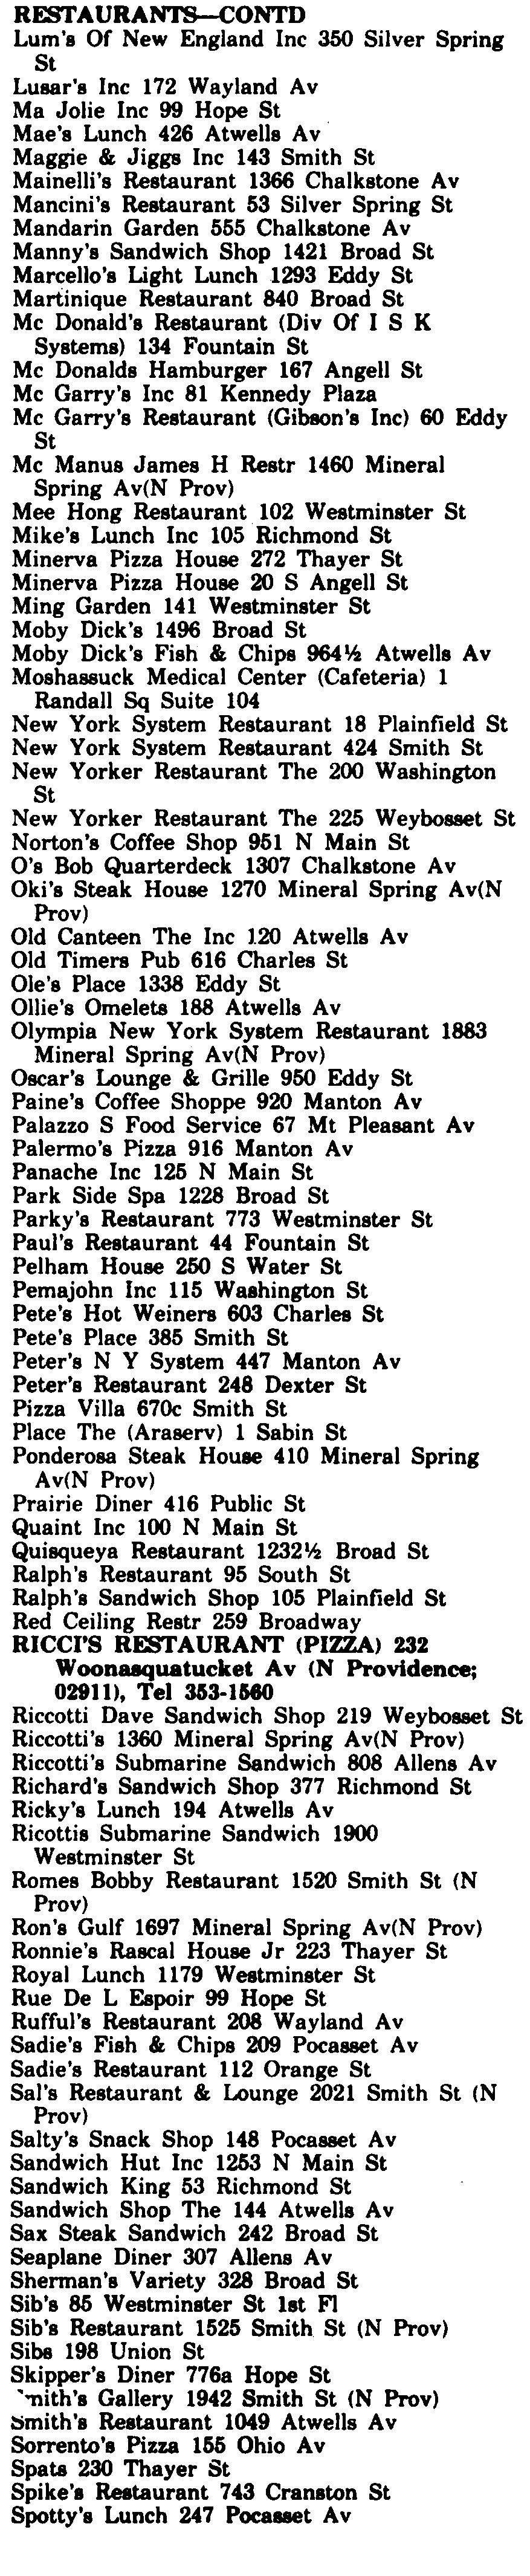 RESTAURANTS—CONTD
Lum's Of New England Inc 350 Silver Spring
St
Lusar's Inc 172 Wayland Av
Ma Jolie Inc 99 Hope St
Mae's Lunch 426 Atwells Av
Maggie & Jiggs Inc 143 Smith St
Mainelli's Restaurant 1366 Chalkstone Av
Mancini's Restaurant 53 Silver Spring St
Mandarin Garden 555 Chalkstone Av
Manny's Sandwich Shop 1421 Broad St
Marcello's Light Lunch 1293 Eddy St
Martinique Restaurant 840 Broad St
Mc Donald's Restaurant (Div Of I S K
Systems) 134 Fountain St
Mc Donalds Hamburger 167 Angell St
Mc Garry's Inc 81 Kennedy Plaza
Mc Garry's Restaurant (Gibson's Inc) 60 Eddy
St
Mc Manus James H Restr 1460 Mineral
Spring Av(N Prov)
Mee Hong Restaurant 102 Westminster St
Mike's Lunch Inc 105 Richmond St
Minerva Pizza House 272 Thayer St
Minerva Pizza House 20 S Angell St
Ming Garden 141 Westminster St
Moby Dick's 1496 Broad St
Moby Dick's Fish & Chips 964½ Atwells Av
Moshassuck Medical Center (Cafeteria) 1
Randall Sq Suite 104
New York System Restaurant 18 Plainfield St
New York System Restaurant 424 Smith St
New Yorker Restaurant The 200 Washington
St
New Yorker Restaurant The 225 Weybosset St
Norton's Coffee Shop 951 N Main St
O's Bob Quarterdeck 1307 Chalkstone Av
Oki's Steak House 1270 Mineral Spring Av(N
Prov)
Old Canteen The Inc 120 Atwells Av
Old Timers Pub 616 Charles St
Ole's Place 1338 Eddy St
Ollie's Omelets 188 Atwells Av
Olympia New York System Restaurant 1883
Mineral Spring Av(N Prov)
Oscar's Lounge & Grille 950 Eddy St
Paine's Coffee Shoppe 920 Manton Av
Palazzo S Food Service 67 Mt Pleasant Av
Palermo's Pizza 916 Manton Av
Panache Inc 125 N Main St
Park Side Spa 1228 Broad St
Parky's Restaurant 773 Westminster St
Paul's Restaurant 44 Fountain St
Pelham House 250 S Water St
Pemajohn Inc 115 Washington St
Pete's Hot Weiners 603 Charles St
Pete's Place 385 Smith St
Peter's N Y System 447 Manton Av
Peter's Restaurant 248 Dexter St
Pizza Villa 670c Smith St
Place The (Araserv) 1 Sabin St
Ponderosa Steak House 410 Mineral Spring
Av(N Prov)
Prairie Diner 416 Public St
Quaint Inc 100 N Main St
Quisqueya Restaurant 1232½ Broad St
Ralph's Restaurant 95 South St
Ralph's Sandwich Shop 105 Plainfield St
Red Ceiling Restr 259 Broadway
RICCI'S RESTAURANT (PIZZA) 232
Woonasquatucket Av (N Providence;
02911), Tel 353-1560
Riccotti Dave Sandwich Shop 219 Weybosset St
Riccotti's 1360 Mineral Spring Av(N Prov)
Riccotti's Submarine Sandwich 808 Allens Av
Richard's Sandwich Shop 377 Richmond St
Ricky's Lunch 194 Atwells Av
Ricottis Submarine Sandwich 1900
Westminster St
Romes Bobby Restaurant 1520 Smith St (N
Prov)
Ron's Gulf 1697 Mineral Spring Av(N Prov)
Ronnie's Rascal House Jr 223 Thayer St
Royal Lunch 1179 Westminster St
Rue De L Espoir 99 Hope St
Rufful's Restaurant 208 Wayland Av
Sadie's Fish & Chips 209 Pocasset Av
Sadie's Restaurant 112 Orange St
Sal's Restaurant & Lounge 2021 Smith St (N
Prov)
Salty's Snack Shop 148 Pocasset Av
Sandwich Hut Inc 1253 N Main St
Sandwich King 53 Richmond St
Sandwich Shop The 144 Atwells Av
Sax Steak Sandwich 242 Broad St
Seaplane Diner 307 Allens Av
Sherman's Variety 328 Broad St
Sib's 85 Westminster St 1st Fl
Sib's Restaurant 1525 Smith St (N Prov)
Sibs 198 Union St
Skipper's Diner 776a Hope St
Smith's Gallery 1942 Smith St (N Prov)
Smith's Restaurant 1049 Atwells Av
Sorrento's Pizza 155 Ohio Av
Spats 230 Thayer St
Spike's Restaurant 743 Cranston St
Spotty's Lunch 247 Pocasset Av